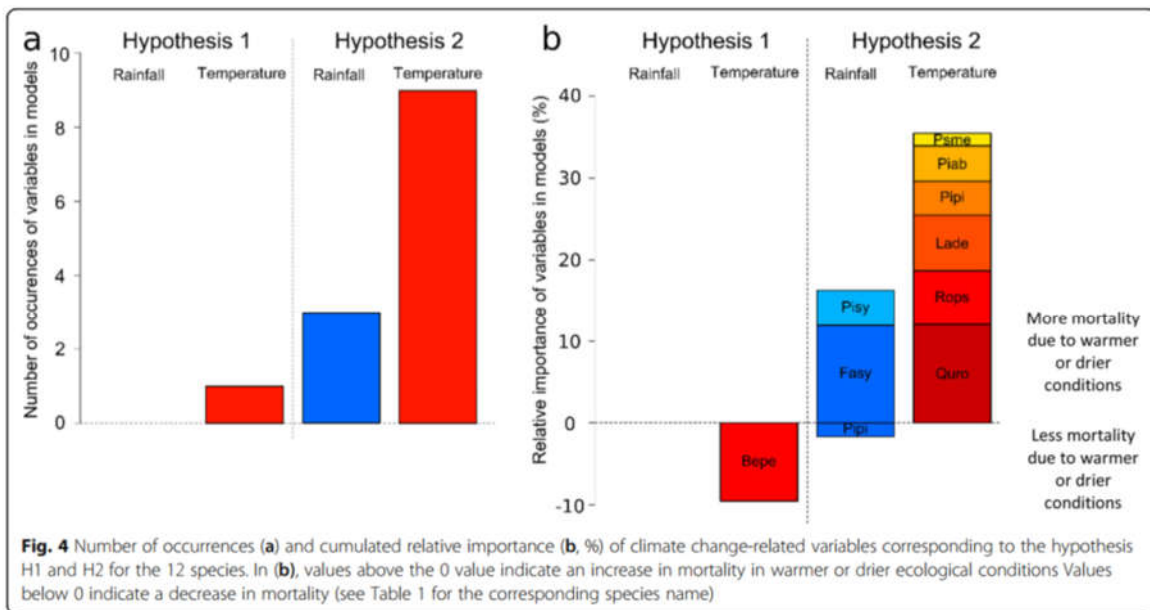 a
Hypothesis 1
Hypothesis 2
Rainfall
Temperature
Rainfall
Temperature
Number of occurences of variables in models
10
8
6
4
2
0
b
Hypothesis 1
Hypothesis 2
Rainfall
Temperature
Rainfall
Temperature
Relative importance of variables in models (%)
40
30
20
10
0
-10
Bepe
Pisy
Fasy
Pipi
Psme
Piab
Pipi
Lade
Rops
Quro
More mortality
due to warmer
or drier
conditions
Less mortality
due to warmer
or drier
conditions
Fig. 4 Number of occurrences (a) and cumulated relative importance (b, %) of climate change-related variables corresponding to the hypothesis
H1 and H2 for the 12 species. In (b), values above the 0 value indicate an increase in mortality in warmer or drier ecological conditions Values
below 0 indicate a decrease in mortality (see Table 1 for the corresponding species name)